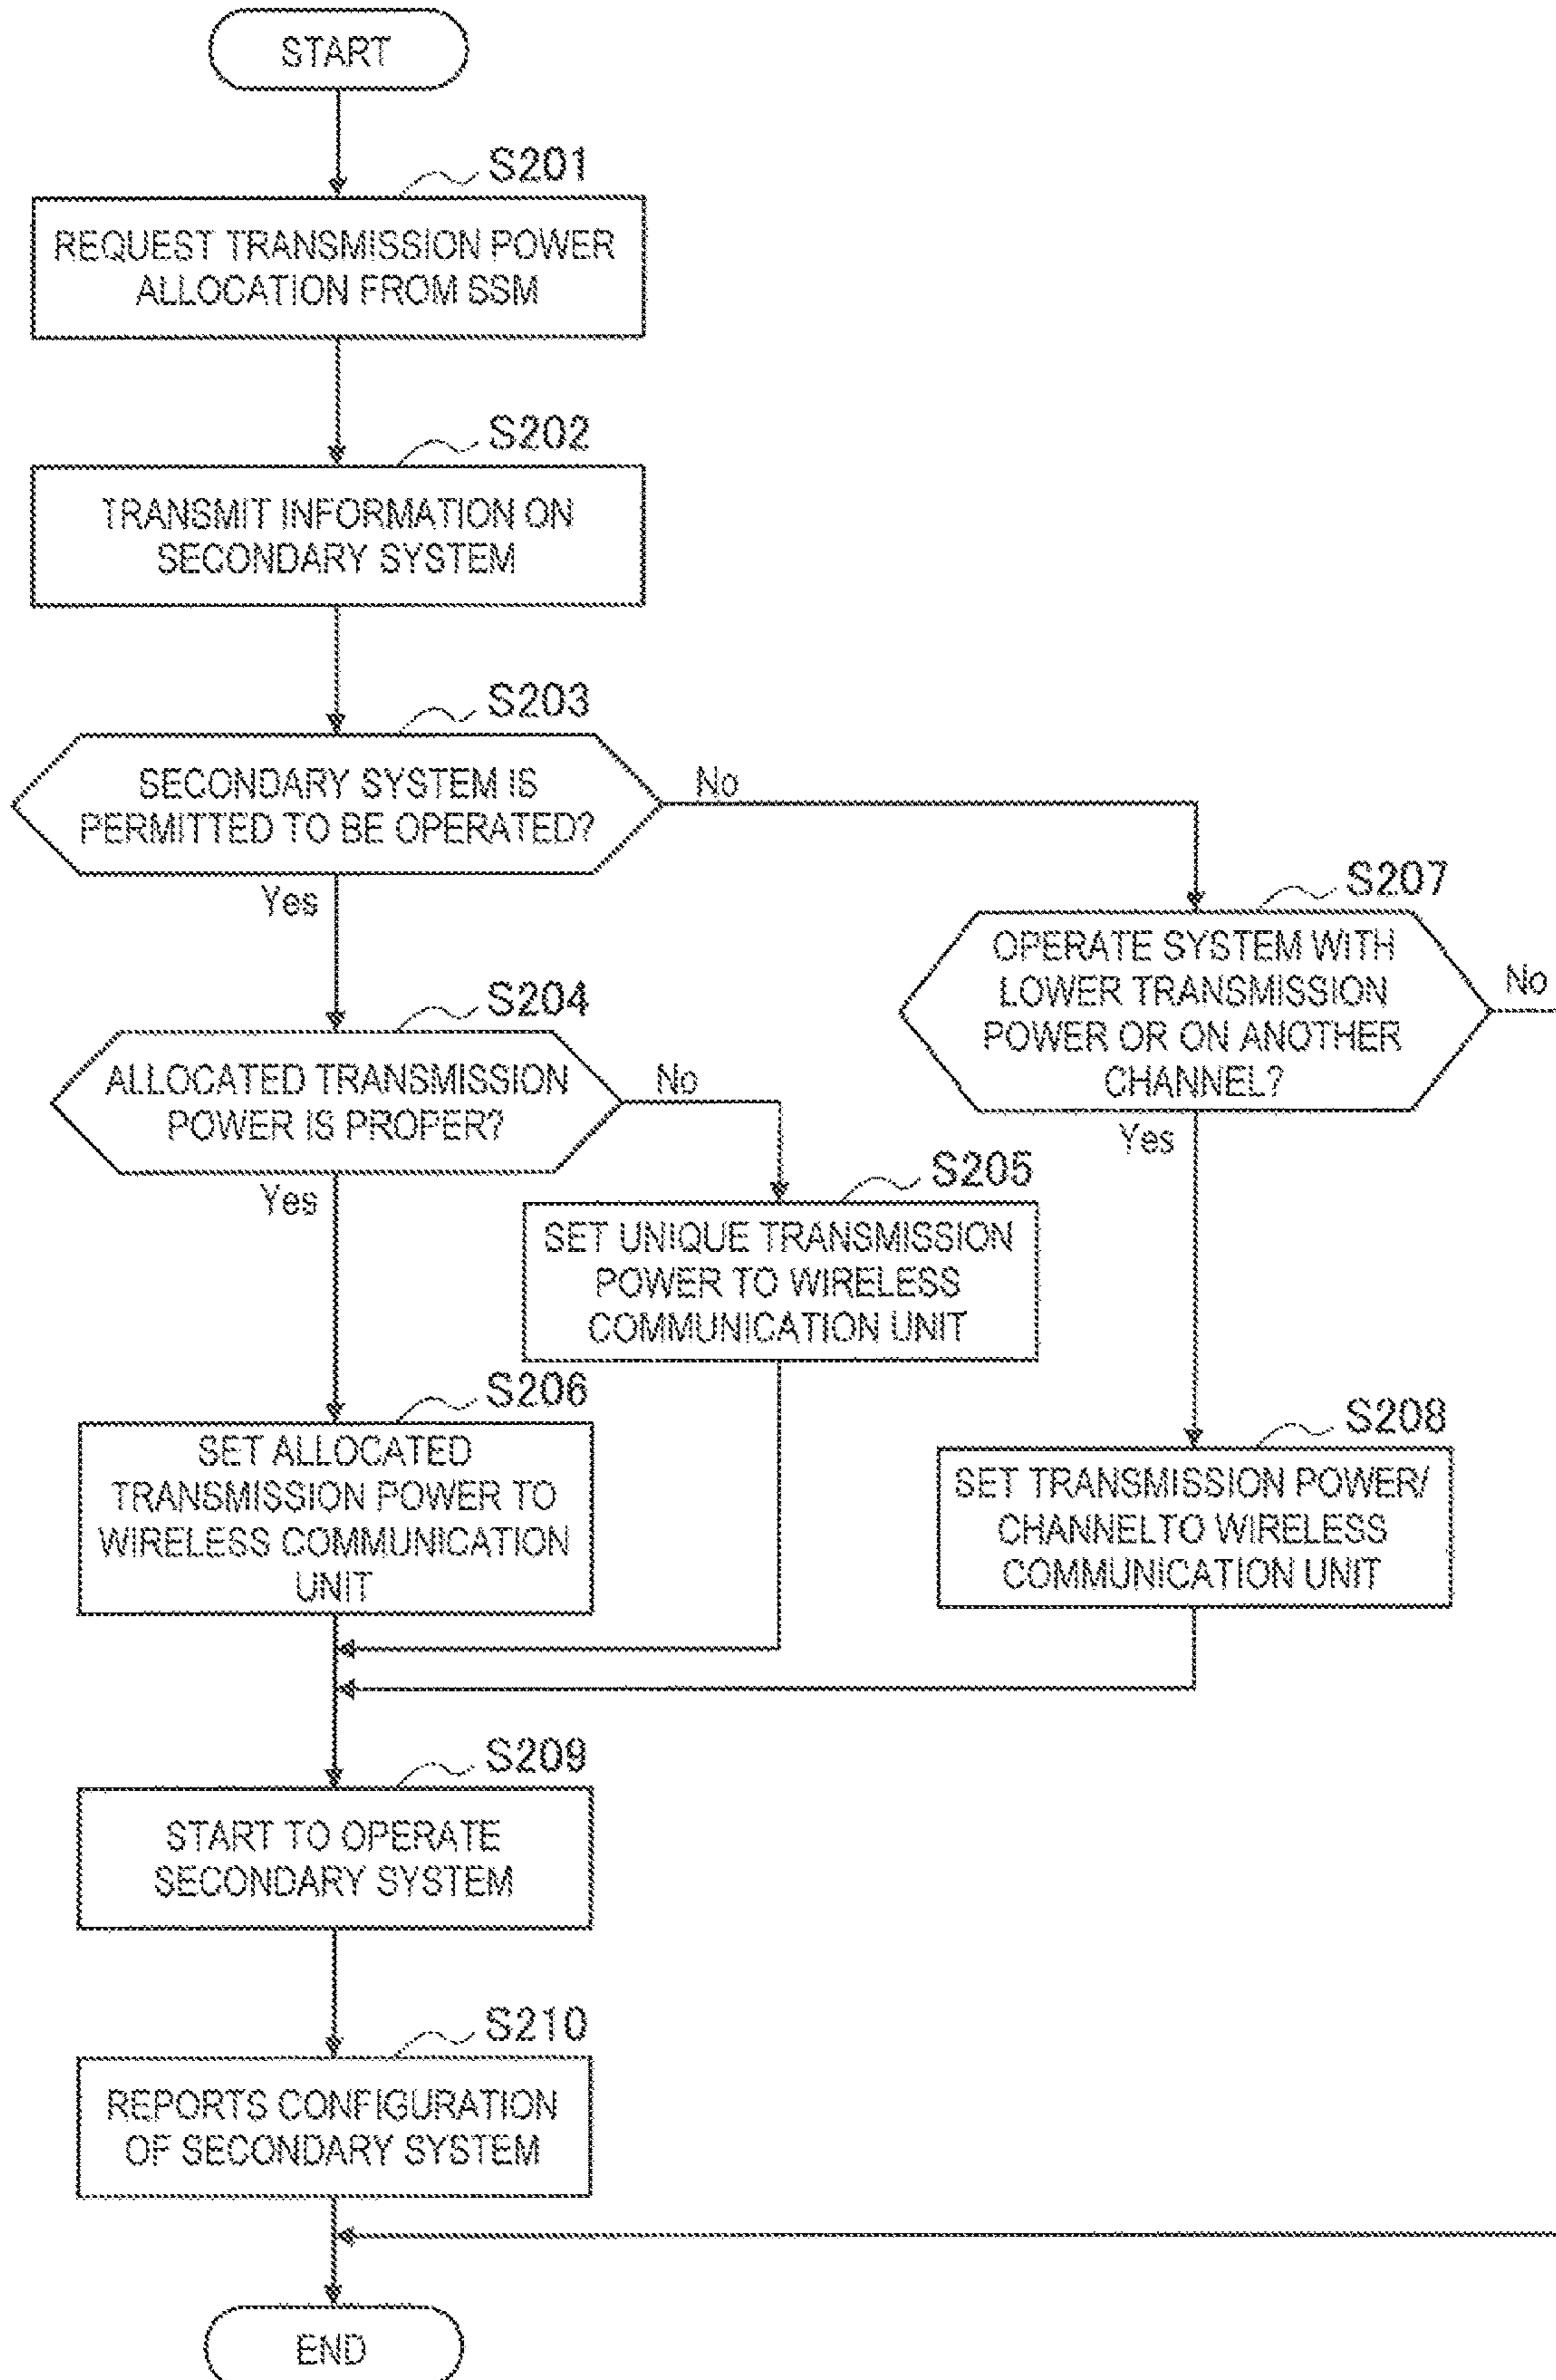 START
S201
REQUEST TRANSMISSION POWER
ALLOCATION FROM SSM
S202
TRANSMIT INFORMATION ON
SECONDARY SYSTEM
S203
SECONDARY SYSTEM IS
PERMITTED TO BE OPERATED?
No
Yes
S207
OPERATE SYSTEM WITH
LOWER TRANSMISSION
POWER OR ON ANOTHER
CHANNEL?
No
Yes
S204
ALLOCATED TRANSMISSION
POWER IS PROPER?
No
Yes
S205
SET UNIQUE TRANSMISSION
POWER TO WIRELESS
COMMUNICATION UNIT
S206
SET ALLOCATED
TRANSMISSION POWER TO
WIRELESS COMMUNICATION
UNIT
S208
SET TRANSMISSION POWER/
CHANNELTO WIRELESS
COMMUNICATION UNIT
S209
START TO OPERATE
SECONDARY SYSTEM
S210
REPORTS CONFIGURATION
OF SECONDARY SYSTEM
END